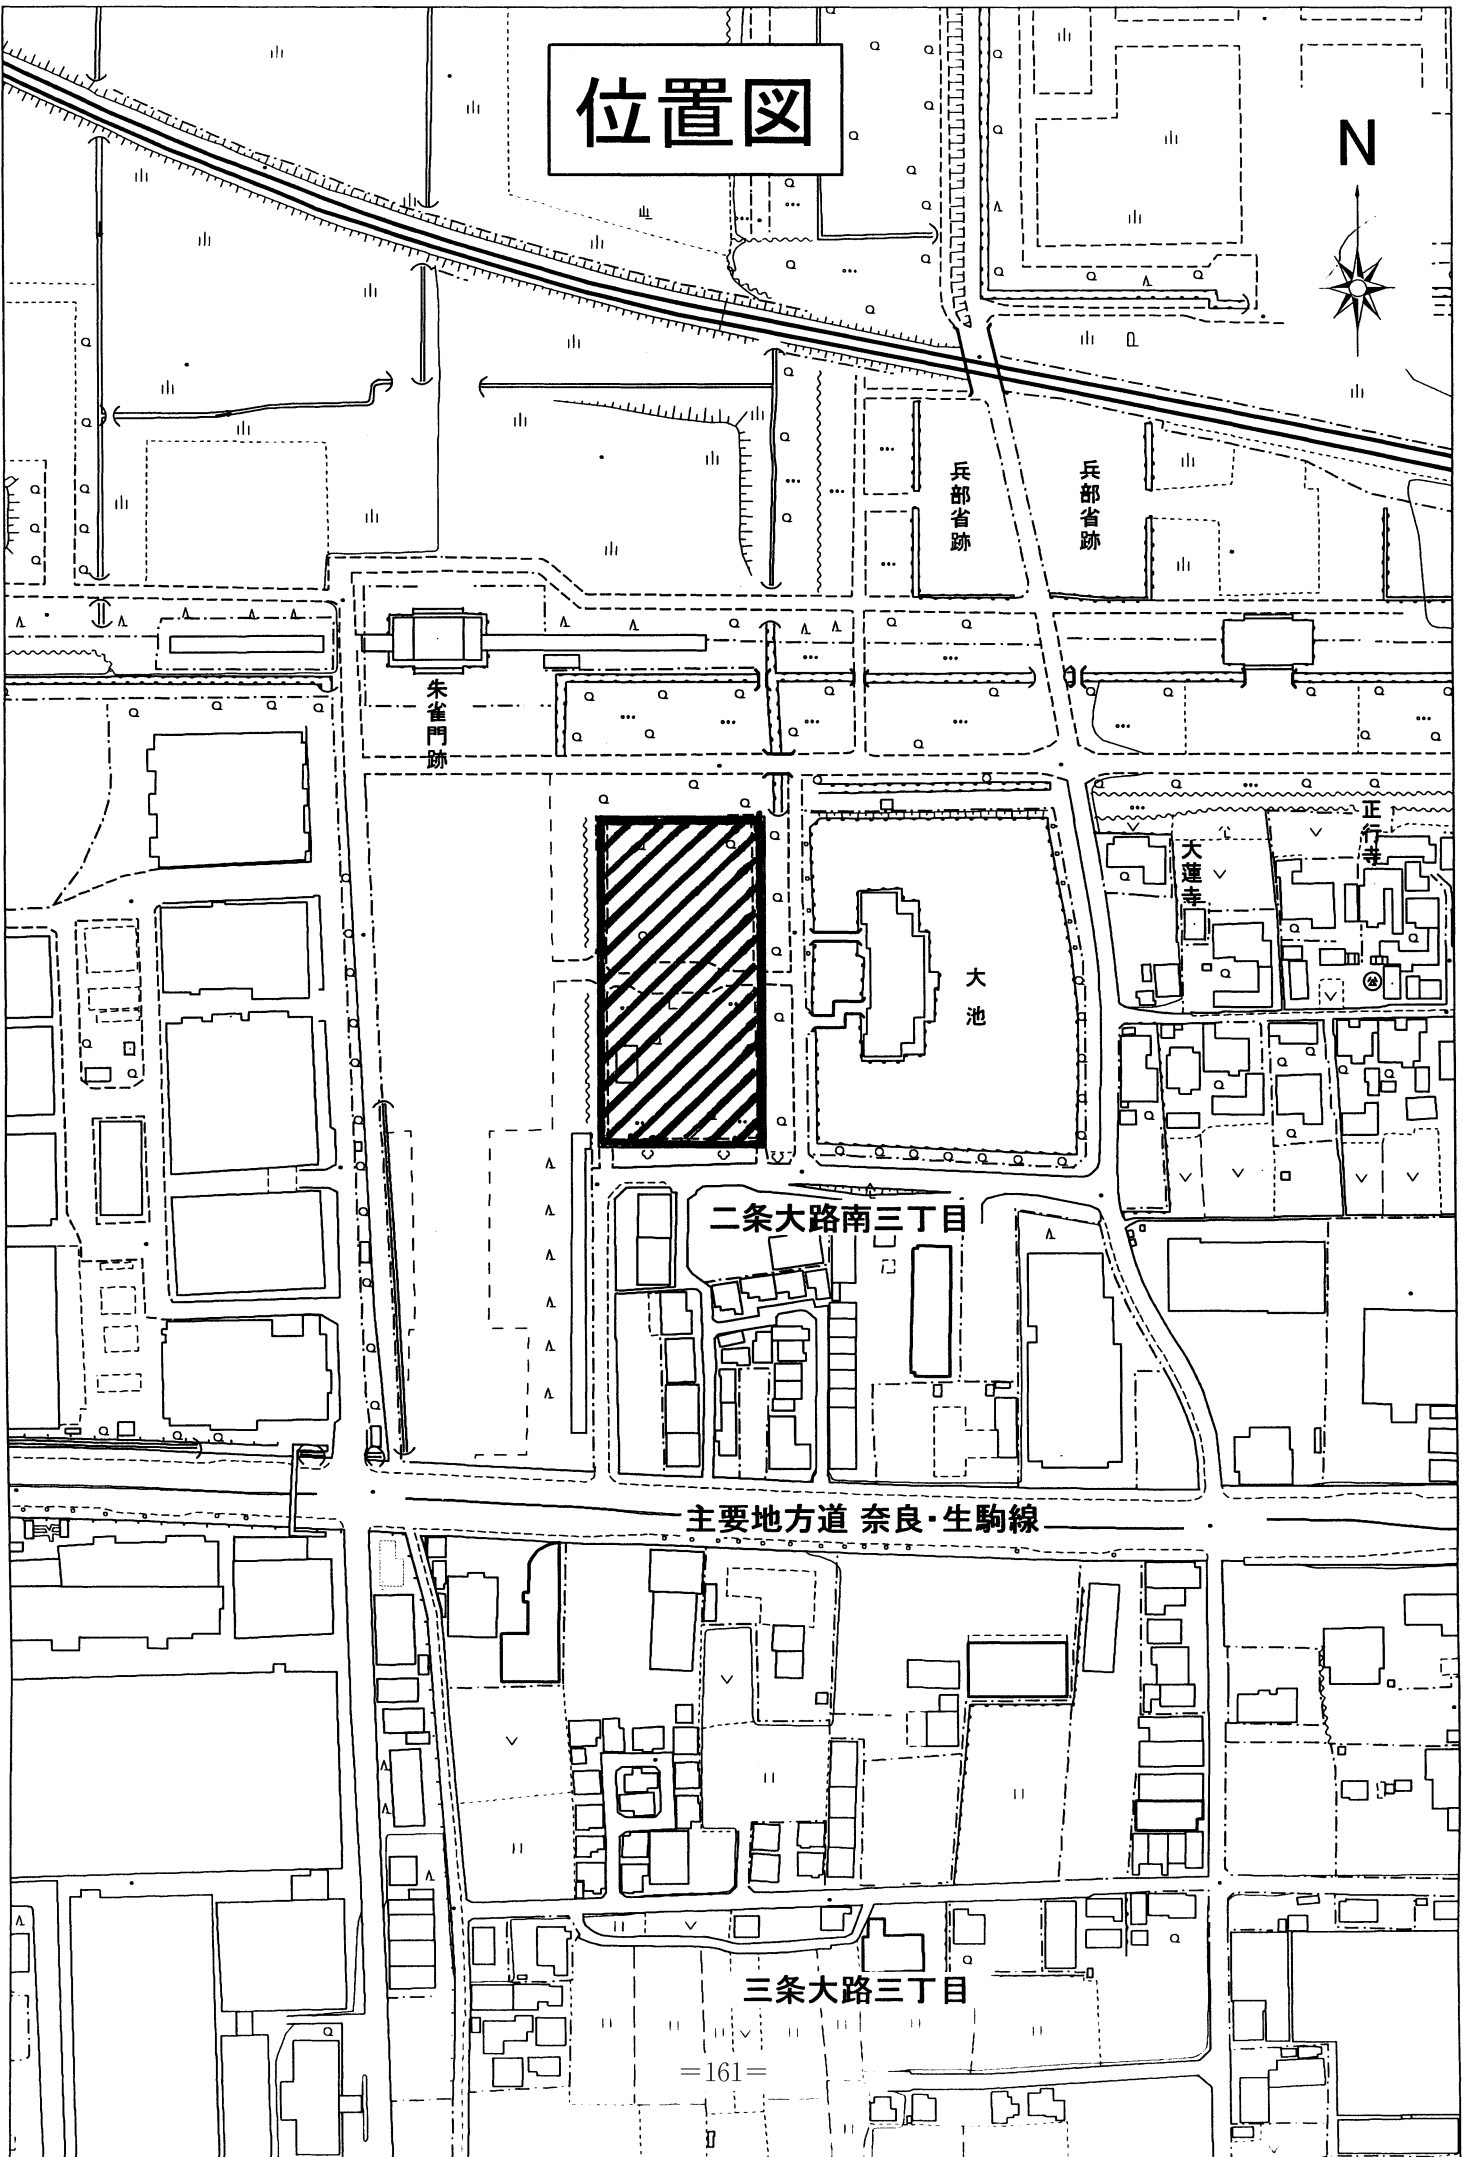 位置図
N
兵部省跡
兵部省跡
朱雀門跡
正行寺
大蓮寺
大池
二条大路南三丁目
主要地方道 奈良・生駒線
三条大路三丁目
=161=